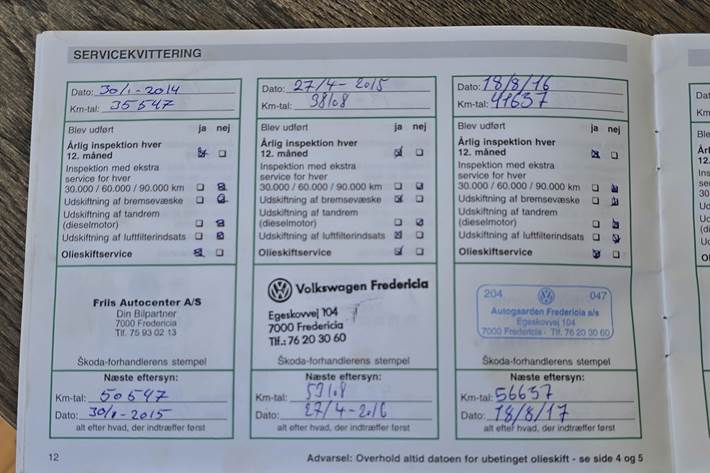 SERVICEKVITTERING
Dato: 30/1-2014
Km-tal: 35547
Blev udført ja nej
Årlig inspektion hver
12. måned
Inspektion med ekstra
service for hver
30.000 / 60.000 / 90.000 km
Udskiftning af bremsevæske
Udskiftning af tandrem
(dieselmotor)
Udskiftning af luftfilterindsats
Olieskiftservice
Friis Autocenter A/S
Din Bilpartner
7000 Fredericia
Tlf. 75 93 02 13
Škoda-forhandlerens stempel
Næste eftersyn:
Km-tal: 50547
Dato: 30/1-2015
alt efter hvad, der indtræffer først
Dato: 27/4-2015
Km-tal: 38108
Blev udført ja nej
Årlig inspektion hver
12. måned
Inspektion med ekstra
service for hver
30.000 / 60.000 / 90.000 km
Udskiftning af bremsevæske
Udskiftning af tandrem
(dieselmotor)
Udskiftning af luftfilterindsats
Olieskiftservice
Volkswagen Fredericia
Egeskovvej 104
7000 Fredericia
Tlf.: 76 20 30 60
Škoda-forhandlerens stempel
Næste eftersyn:
Km-tal: 53108
Dato: 27/4-2016
alt efter hvad, der indtræffer først
Dato: 18/8/16
Km-tal: 41637
Blev udført ja nej
Årlig inspektion hver
12. måned
Inspektion med ekstra
service for hver
30.000 / 60.000 / 90.000 km
Udskiftning af bremsevæske
Udskiftning af tandrem
(dieselmotor)
Udskiftning af luftfilterindsats
Olieskiftservice
204 047
Autogaarden Fredericia a/s
Egeskovvej 104
7000 Fredericia - Tlf. 76 20 30 60
Škoda-forhandlerens stempel
Næste eftersyn:
Km-tal: 56637
Dato: 18/8/17
alt efter hvad, der indtræffer først
12
Advarsel: Overhold altid datoen for ubetinget olieskift - se side 4 og 5